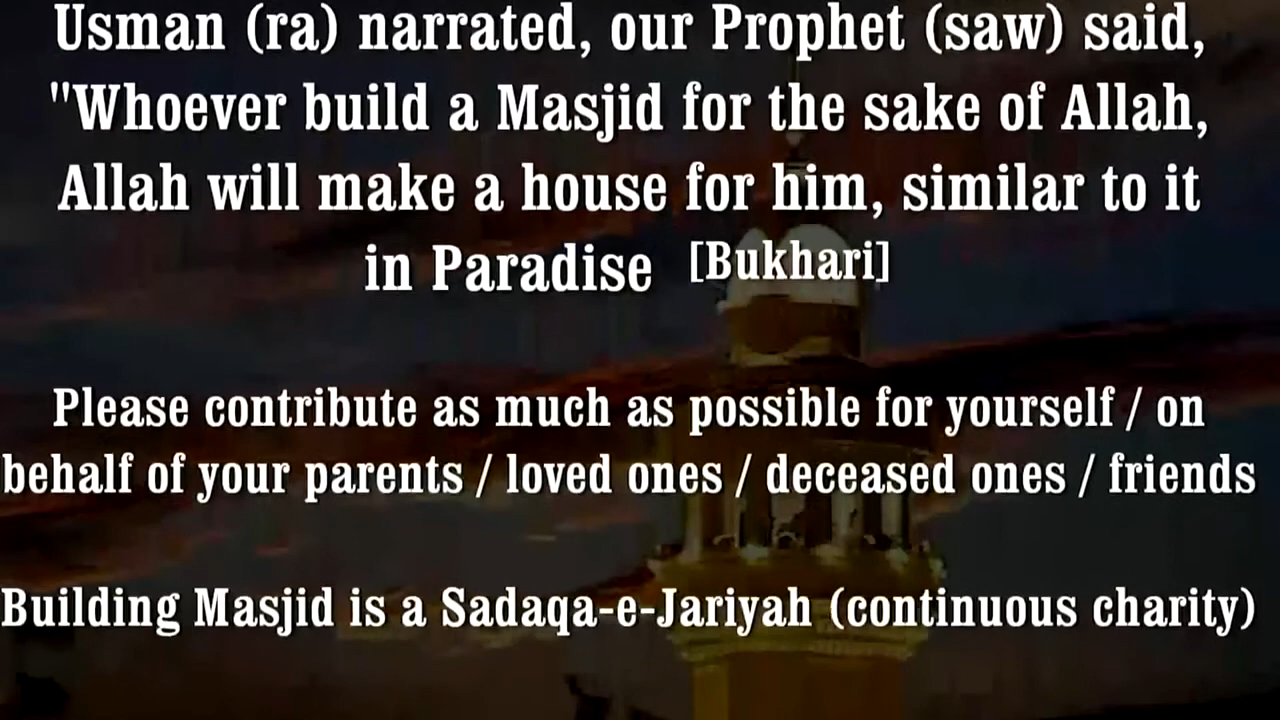 Usman (ra) narrated, our Prophet (saw) said,
"Whoever build a Masjid for the sake of Allah,
Allah will make a house for him, similar to it
in Paradise [Bukhari]
Please contribute as much as possible for yourself / on
behalf of your parents / loved ones / deceased ones / friends
Building Masjid is a Sadaqa-e-Jariyah (continuous charity)